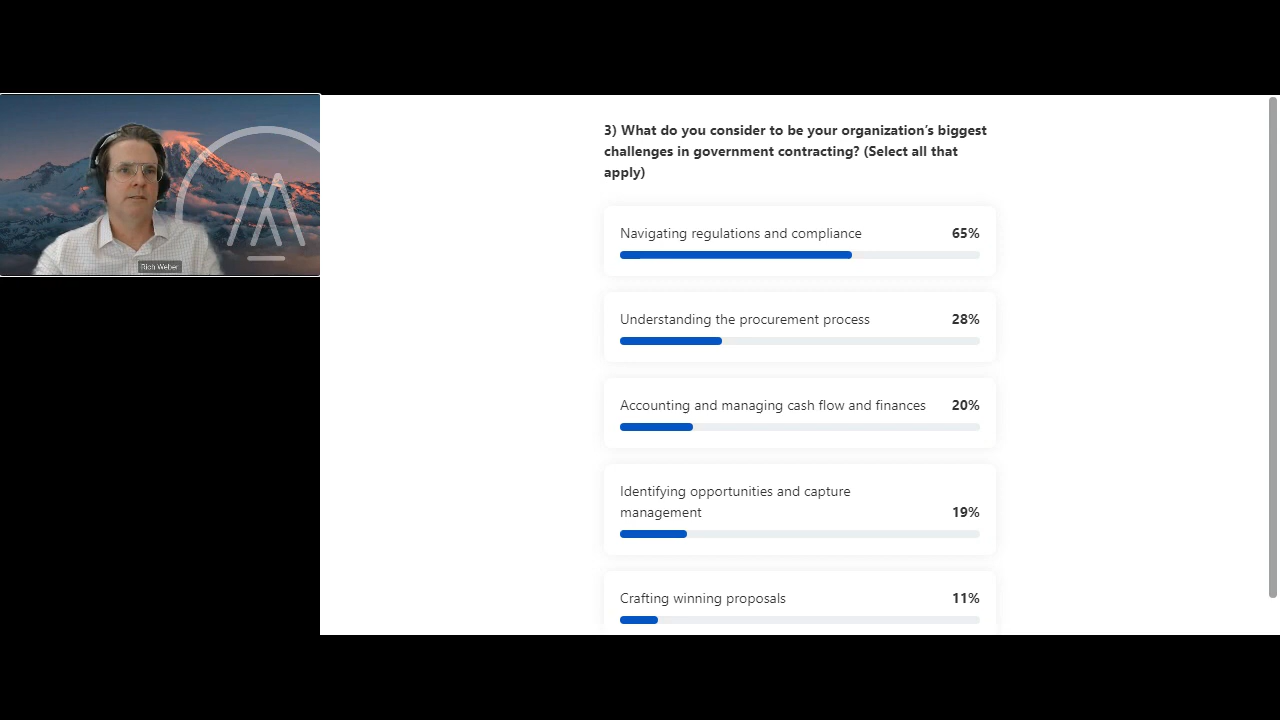 Rich Weber
3) What do you consider to be your organization’s biggest
challenges in government contracting? (Select all that
apply)
Navigating regulations and compliance 65%
Understanding the procurement process 28%
Accounting and managing cash flow and finances 20%
Identifying opportunities and capture
management 19%
Crafting winning proposals 11%